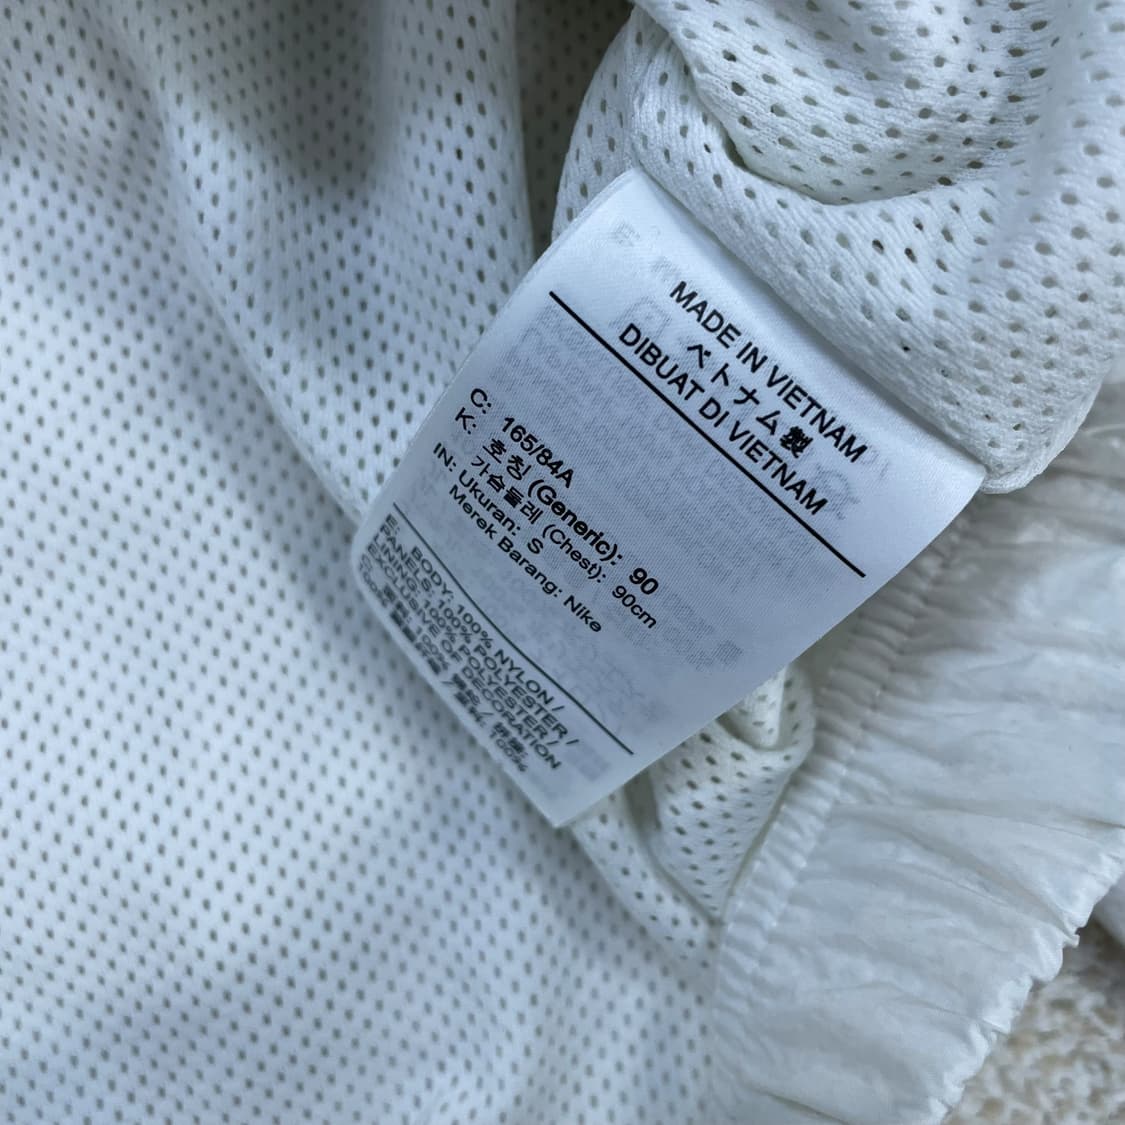 MADE IN VIETNAM
ベトナム製
DIBUAT DI VIETNAM
C: 165/84A
K: 호칭 (Generic): 90
가슴둘레 (Chest): 90cm
IN: Ukuran: S
Merek Barang: Nike
E: BODY: 100% NYLON /
PANELS: 100% POLYESTER /
LINING: 100% POLYESTER/
EXCLUSIVE OF DECORATION